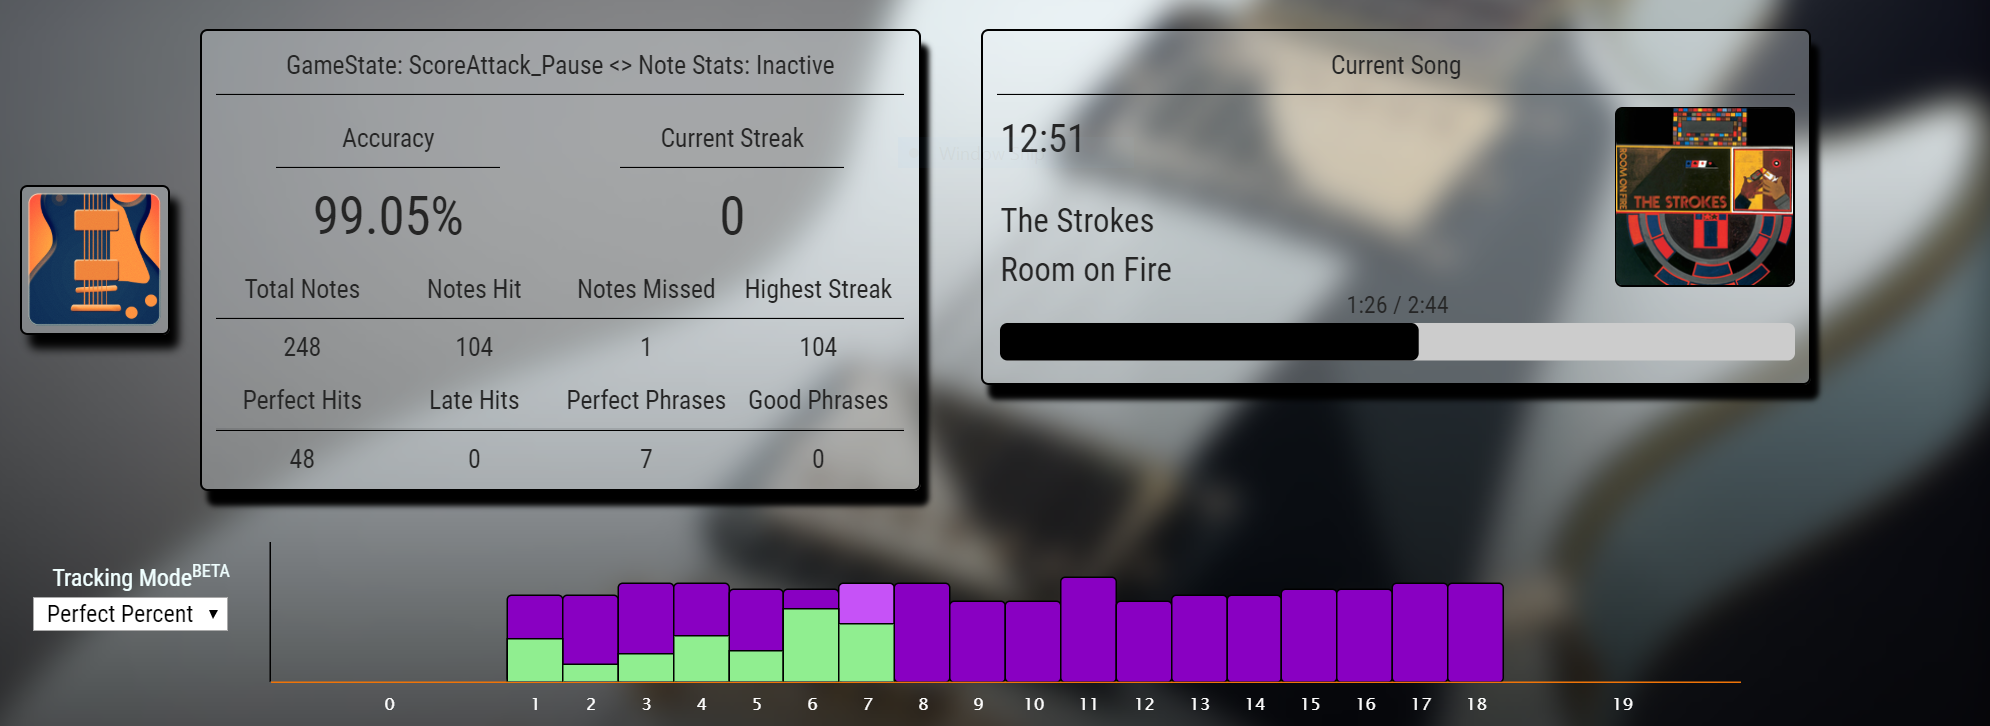 GameState: ScoreAttack_Pause <> Note Stats: Inactive
Accuracy Current Streak
99.05% 0
Total Notes Notes Hit Notes Missed Highest Streak
248 104 1 104
Perfect Hits Late Hits Perfect Phrases Good Phrases
48 0 7 0
Current Song
12:51
The Strokes
Room on Fire
1:26 / 2:44
ROOM ON FIRE
THE STROKES
Tracking Mode BETA
Perfect Percent
0 1 2 3 4 5 6 7 8 9 10 11 12 13 14 15 16 17 18 19